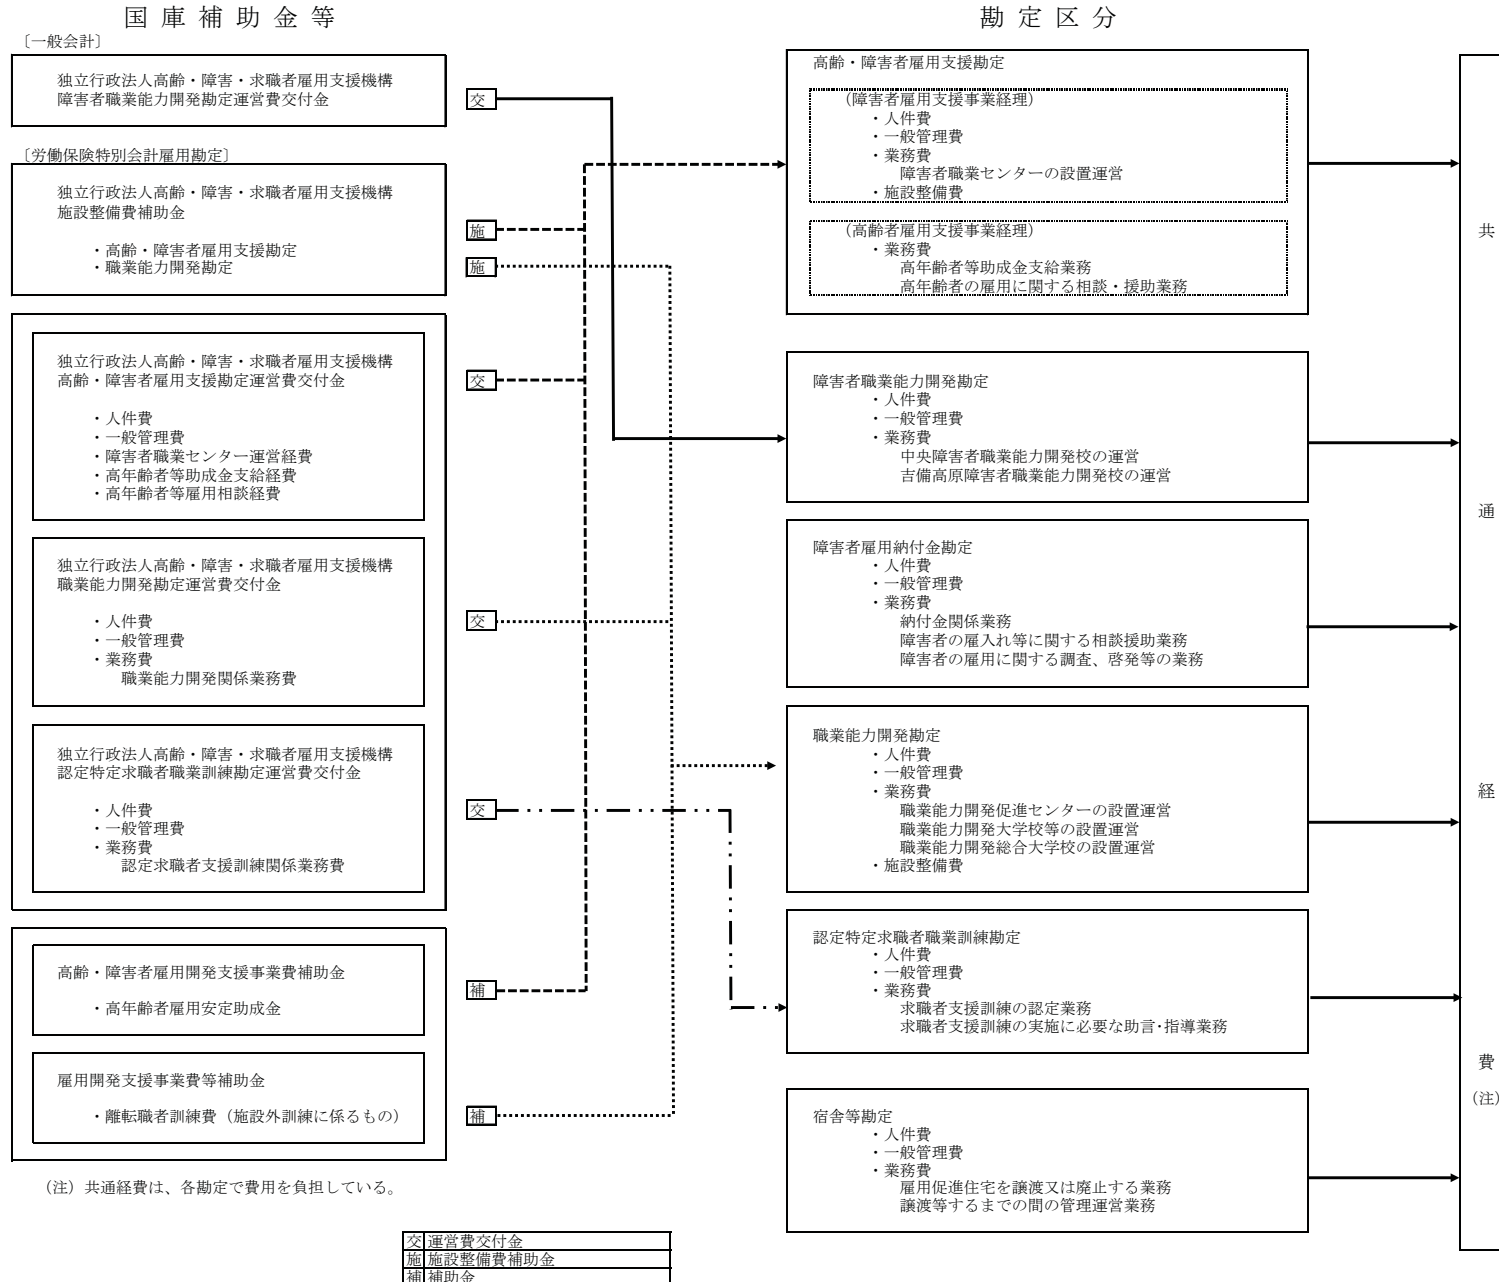 国庫補助金等
〔一般会計〕
独立行政法人高齢・障害・求職者雇用支援機構
障害者職業能力開発勘定運営費交付金
交
〔労働保険特別会計雇用勘定〕
独立行政法人高齢・障害・求職者雇用支援機構
施設整備費補助金
・高齢・障害者雇用支援勘定
・職業能力開発勘定
施
施
独立行政法人高齢・障害・求職者雇用支援機構
高齢・障害者雇用支援勘定運営費交付金
・人件費
・一般管理費
・障害者職業センター運営経費
・高年齢者等助成金支給経費
・高年齢者等雇用相談経費
交
独立行政法人高齢・障害・求職者雇用支援機構
職業能力開発勘定運営費交付金
・人件費
・一般管理費
・業務費
職業能力開発関係業務費
交
独立行政法人高齢・障害・求職者雇用支援機構
認定特定求職者職業訓練勘定運営費交付金
・人件費
・一般管理費
・業務費
認定求職者支援訓練関係業務費
交
高齢・障害者雇用開発支援事業費補助金
・高年齢者雇用安定助成金
補
雇用開発支援事業費等補助金
・離転職者訓練費（施設外訓練に係るもの）
補
（注）共通経費は、各勘定で費用を負担している。
交 運営費交付金
施 施設整備費補助金
補 補助金
勘定区分
高齢・障害者雇用支援勘定
（障害者雇用支援事業経理）
・人件費
・一般管理費
・業務費
障害者職業センターの設置運営
・施設整備費
（高齢者雇用支援事業経理）
・業務費
高年齢者等助成金支給業務
高年齢者の雇用に関する相談・援助業務
障害者職業能力開発勘定
・人件費
・一般管理費
・業務費
中央障害者職業能力開発校の運営
吉備高原障害者職業能力開発校の運営
障害者雇用納付金勘定
・人件費
・一般管理費
・業務費
納付金関係業務
障害者の雇入れ等に関する相談援助業務
障害者の雇用に関する調査、啓発等の業務
職業能力開発勘定
・人件費
・一般管理費
・業務費
職業能力開発促進センターの設置運営
職業能力開発大学校等の設置運営
職業能力開発総合大学校の設置運営
・施設整備費
認定特定求職者職業訓練勘定
・人件費
・一般管理費
・業務費
求職者支援訓練の認定業務
求職者支援訓練の実施に必要な助言･指導業務
宿舎等勘定
・人件費
・一般管理費
・業務費
雇用促進住宅を譲渡又は廃止する業務
譲渡等するまでの間の管理運営業務
共
通
経
費
（注）